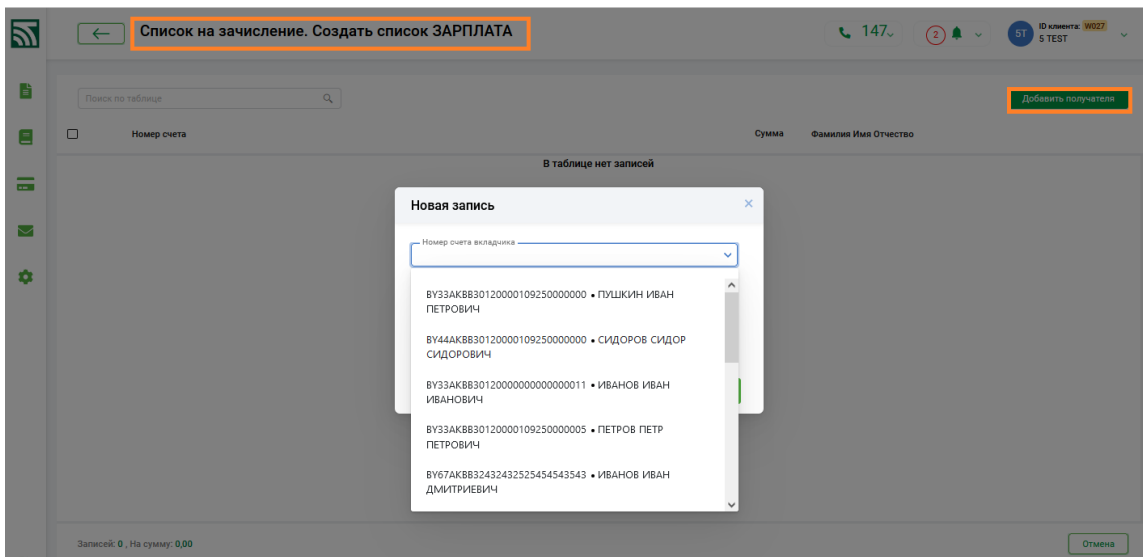 Список на зачисление. Создать список ЗАРПЛАТА
147
2
5T
ID клиента: W027
5 TEST
Поиск по таблице
Добавить получателя
Номер счета
Сумма
Фамилия Имя Отчество
В таблице нет записей
Новая запись
Номер счета вкладчика
BY33AKBB30120000109250000000 • ПУШКИН ИВАН
ПЕТРОВИЧ
BY44AKBB30120000109250000000 • СИДОРОВ СИДОР
СИДОРОВИЧ
BY33AKBB30120000000000000011 • ИВАНОВ ИВАН
ИВАНОВИЧ
BY33AKBB30120000109250000005 • ПЕТРОВ ПЕТР
ПЕТРОВИЧ
BY67AKBB32432432525454543543 • ИВАНОВ ИВАН
ДМИТРИЕВИЧ
Записей: 0 , На сумму: 0,00
Отмена